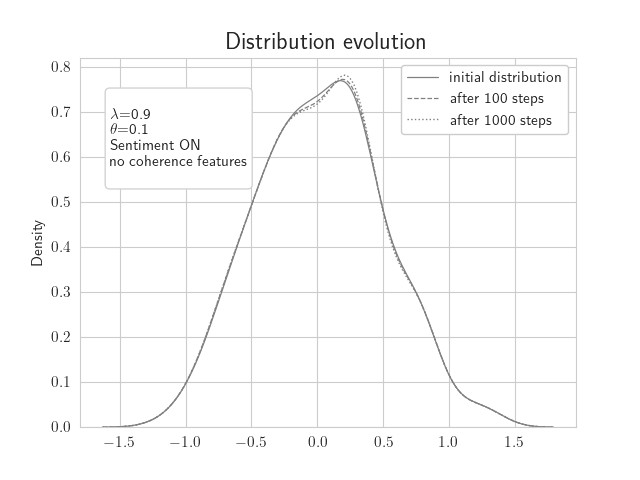 Distribution evolution
initial distribution
after 100 steps
after 1000 steps
λ=0.9
θ=0.1
Sentiment ON
no coherence features
Density
0.8
0.7
0.6
0.5
0.4
0.3
0.2
0.1
0.0
−1.5 −1.0 −0.5 0.0 0.5 1.0 1.5